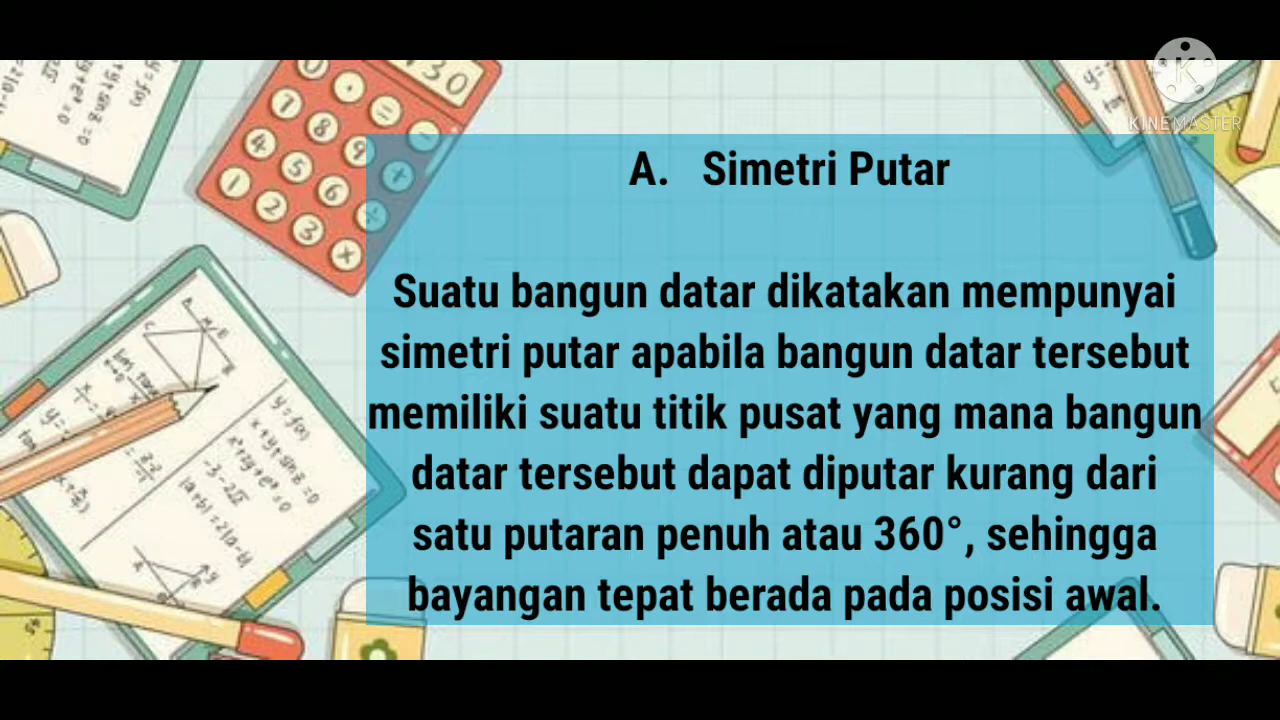 KINEMASTER
A. Simetri Putar
Suatu bangun datar dikatakan mempunyai
simetri putar apabila bangun datar tersebut
memiliki suatu titik pusat yang mana bangun
datar tersebut dapat diputar kurang dari
satu putaran penuh atau 360°, sehingga
bayangan tepat berada pada posisi awal.